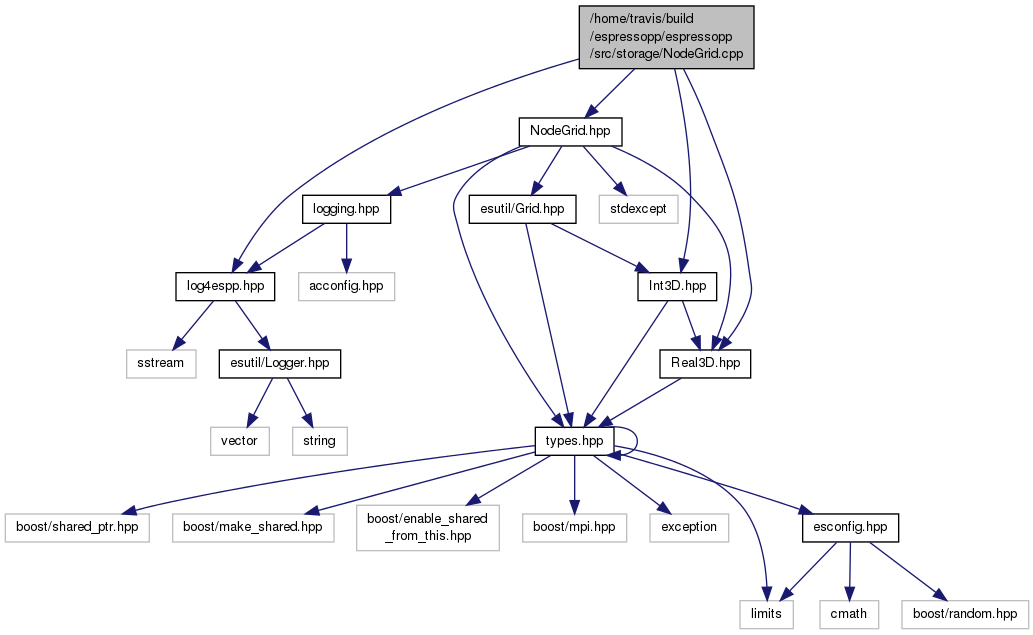 /home/travis/build
/espressopp/espressopp
/src/storage/NodeGrid.cpp
NodeGrid.hpp
logging.hpp
esutil/Grid.hpp
stdexcept
log4espp.hpp
acconfig.hpp
Int3D.hpp
sstream
esutil/Logger.hpp
Real3D.hpp
vector
string
types.hpp
boost/shared_ptr.hpp
boost/make_shared.hpp
boost/enable_shared
_from_this.hpp
boost/mpi.hpp
exception
esconfig.hpp
limits
cmath
boost/random.hpp